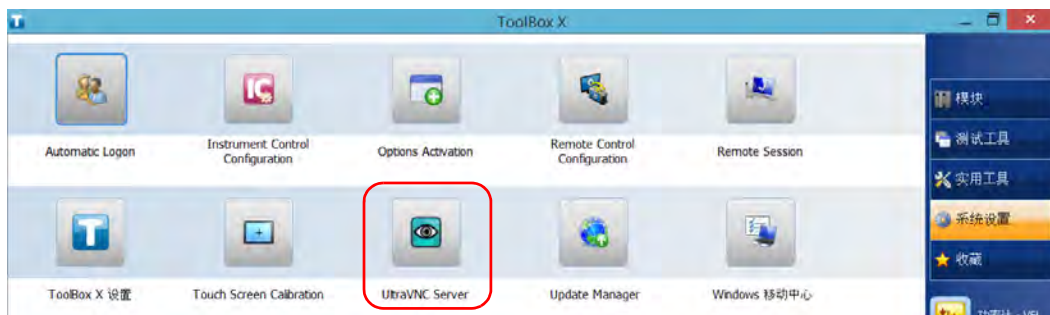 ToolBox X
模块
Automatic Logon
Instrument Control
Configuration
Options Activation
Remote Control
Configuration
Remote Session
测试工具
实用工具
系统设置
ToolBox X 设置
Touch Screen Calibration
UltraVNC Server
Update Manager
Windows 移动中心
收藏